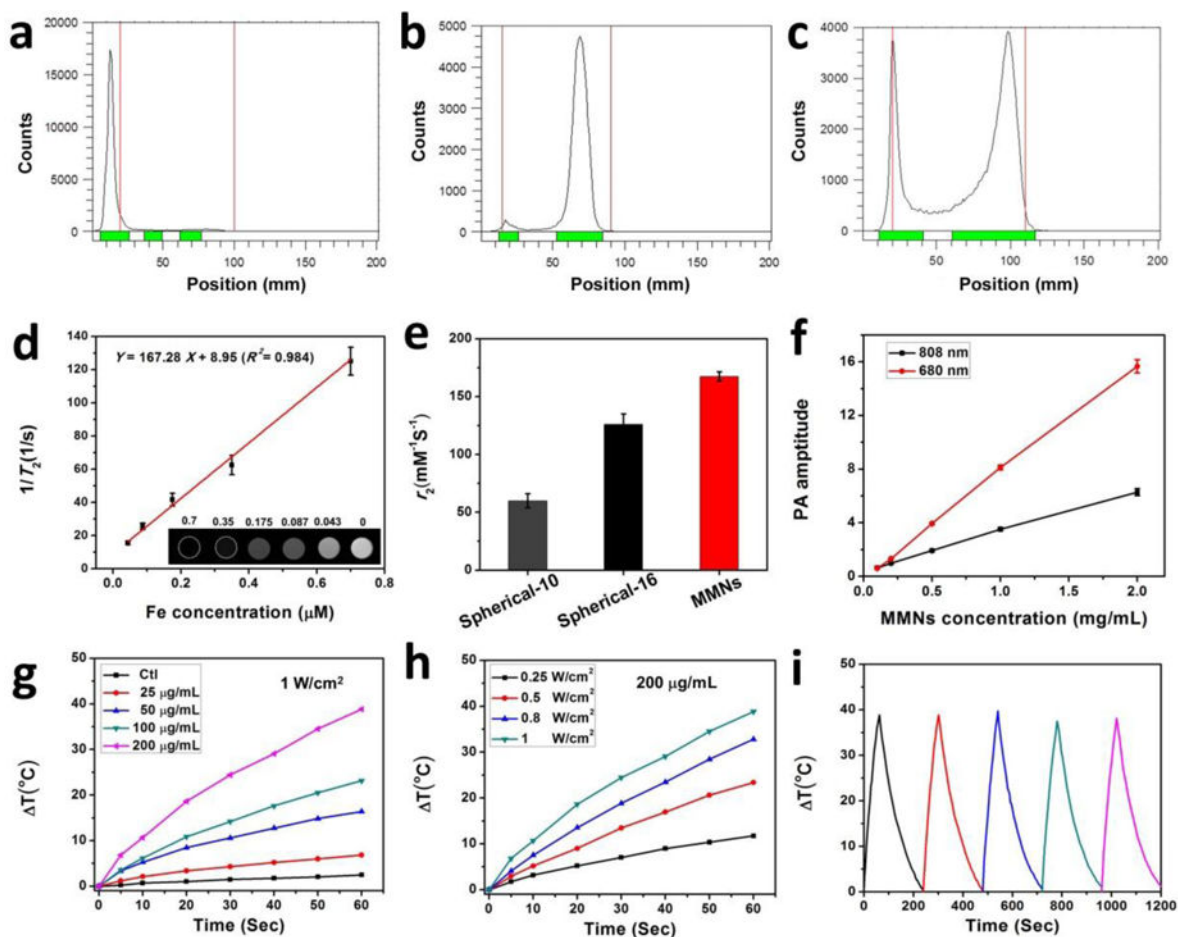 a
20000
15000
10000
5000
0
Counts
50
100
150
200
Position (mm)
b
5000
4000
3000
2000
1000
0
Counts
50
100
150
200
Position (mm)
c
4000
3000
2000
1000
0
Counts
50
100
150
200
Position (mm)
d
140
120
100
80
60
40
20
0
1/T₂(1/s)
Y = 167.28 X + 8.95 (R²= 0.984)
0.7 0.35 0.175 0.087 0.043 0
0.0 0.2 0.4 0.6 0.8
Fe concentration (μM)
e
200
150
100
50
0
r₂(mM⁻¹S⁻¹)
Spherical-10
Spherical-16
MMNs
f
16
12
8
4
0
PA amptitude
808 nm
680 nm
0.0 0.5 1.0 1.5 2.0
MMNs concentration (mg/mL)
g
50
40
30
20
10
0
ΔT(°C)
Ctl
25 μg/mL
50 μg/mL
100 μg/mL
200 μg/mL
1 W/cm²
0 10 20 30 40 50 60
Time (Sec)
h
50
40
30
20
10
0
ΔT(°C)
0.25 W/cm²
0.5 W/cm²
0.8 W/cm²
1 W/cm²
200 μg/mL
0 10 20 30 40 50 60
Time (Sec)
i
50
40
30
20
10
0
ΔT(°C)
0 200 400 600 800 1000 1200
Time (Sec)